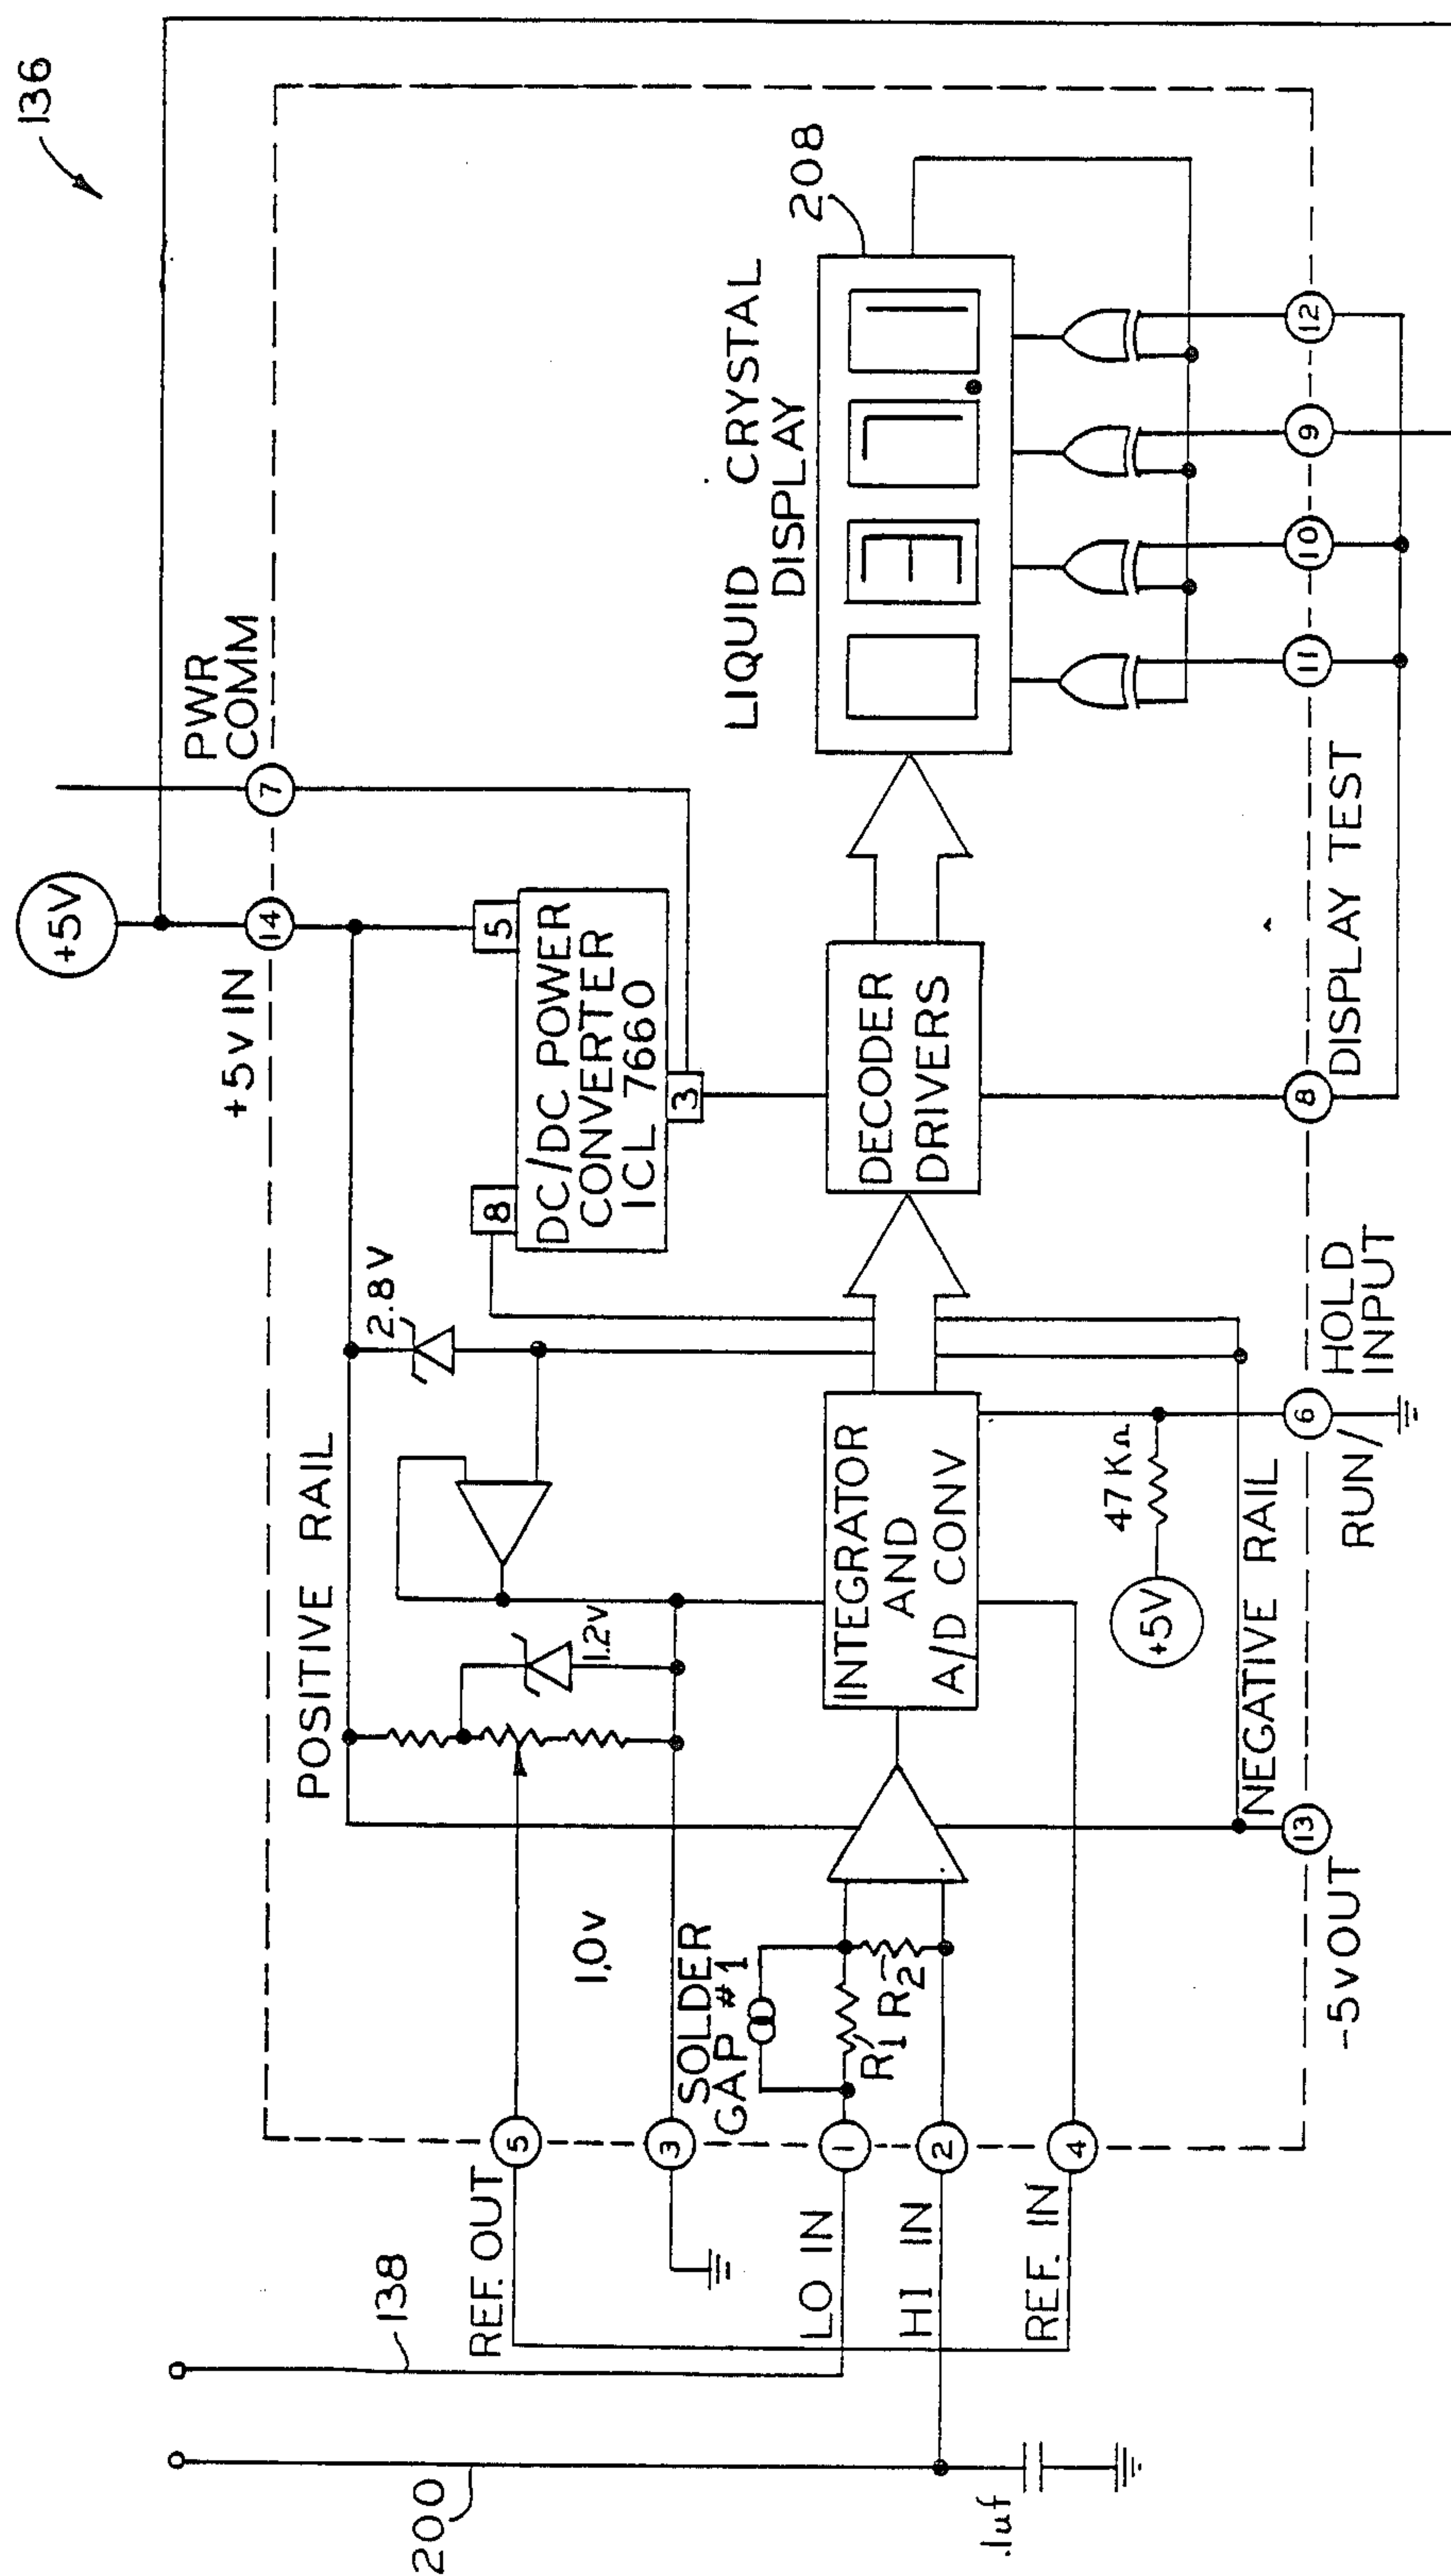 136
+5V
+5V IN
14
PWR
COMM
7
POSITIVE RAIL
2.8V
8
5
DC/DC POWER
CONVERTER
ICL 7660
3
1.2V
REF. OUT
5
1.0V
3
SOLDER
GAP #1
LIQUID CRYSTAL
DISPLAY
208
3 7. 1
138
200
LO IN
1
R1
R2
HI IN
2
REF. IN
4
.1uf
INTEGRATOR
AND
A/D CONV
DECODER
DRIVERS
47 KΩ
+5V
NEGATIVE RAIL
-5V OUT
13
6
RUN/
HOLD
INPUT
8
DISPLAY TEST
11
10
9
12